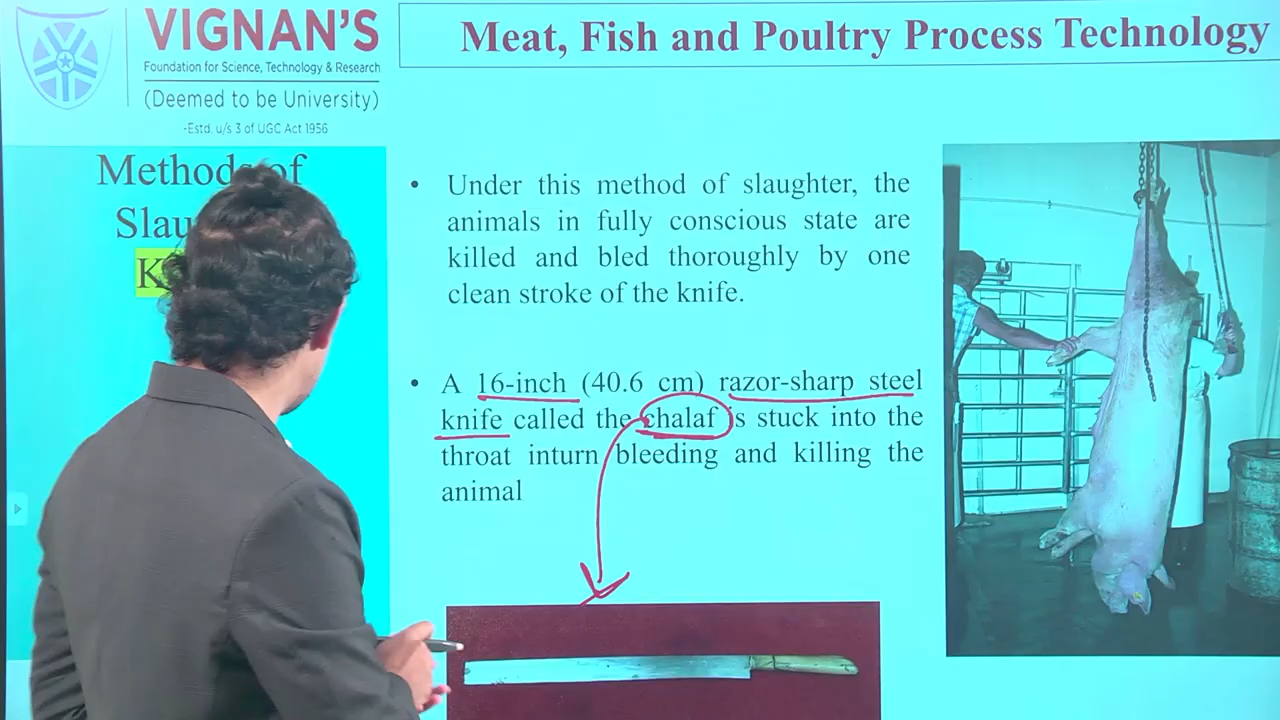 VIGNAN'S
Foundation for Science, Technology & Research
(Deemed to be University)
-Estd. u/s 3 of UGC Act 1956
Meat, Fish and Poultry Process Technology
Methods of
• Under this method of slaughter, the
animals in fully conscious state are
killed and bled thoroughly by one
clean stroke of the knife.
• A 16-inch (40.6 cm) razor-sharp steel
knife called the chalaf is stuck into the
throat inturn bleeding and killing the
animal